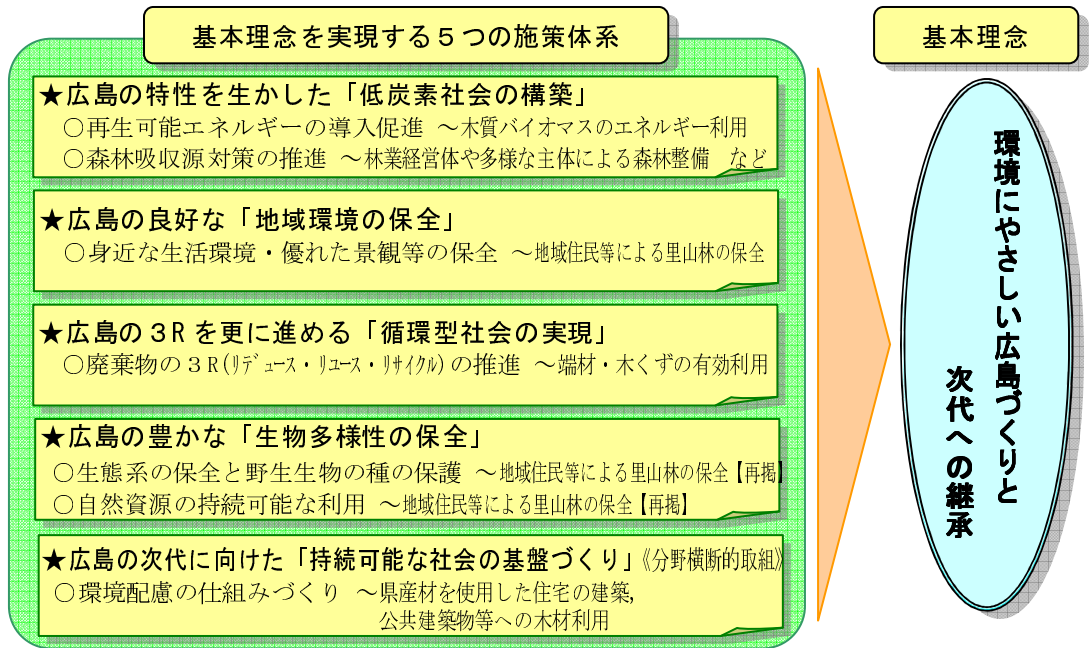 基本理念を実現する５つの施策体系
★広島の特性を生かした「低炭素社会の構築」
○再生可能エネルギーの導入促進 ～木質バイオマスのエネルギー利用
○森林吸収源対策の推進 ～林業経営体や多様な主体による森林整備　など
★広島の良好な「地域環境の保全」
○身近な生活環境・優れた景観等の保全 ～地域住民等による里山林の保全
★広島の３Ｒを更に進める「循環型社会の実現」
○廃棄物の３Ｒ(ﾘﾃﾞｭｰｽ・ﾘﾕｰｽ・ﾘｻｲｸﾙ)の推進 ～端材・木くずの有効利用
★広島の豊かな「生物多様性の保全」
○生態系の保全と野生生物の種の保護 ～地域住民等による里山林の保全【再掲】
○自然資源の持続可能な利用 ～地域住民等による里山林の保全【再掲】
★広島の次代に向けた「持続可能な社会の基盤づくり」《分野横断的取組》
○環境配慮の仕組みづくり ～県産材を使用した住宅の建築,
公共建築物等への木材利用
基本理念
環境にやさしい広島づくりと
次代への継承